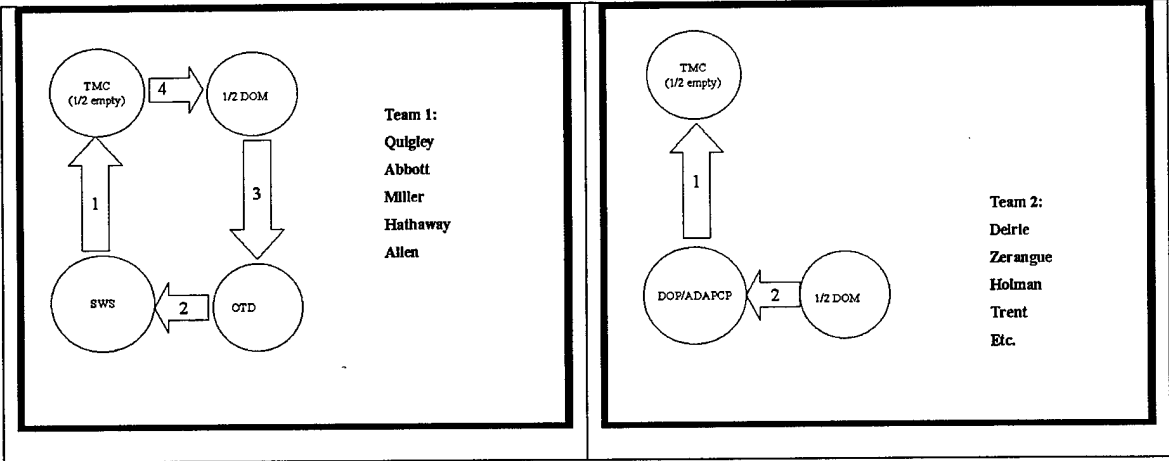 TMC
(1/2 empty)
4
1/2 DOM
1
3
SWS
2
OTD
Team 1:
Quigley
Abbott
Miller
Hathaway
Allen
TMC
(1/2 empty)
1
DOP/ADAPCP
2
1/2 DOM
Team 2:
Deirie
Zerangue
Holman
Trent
Etc.